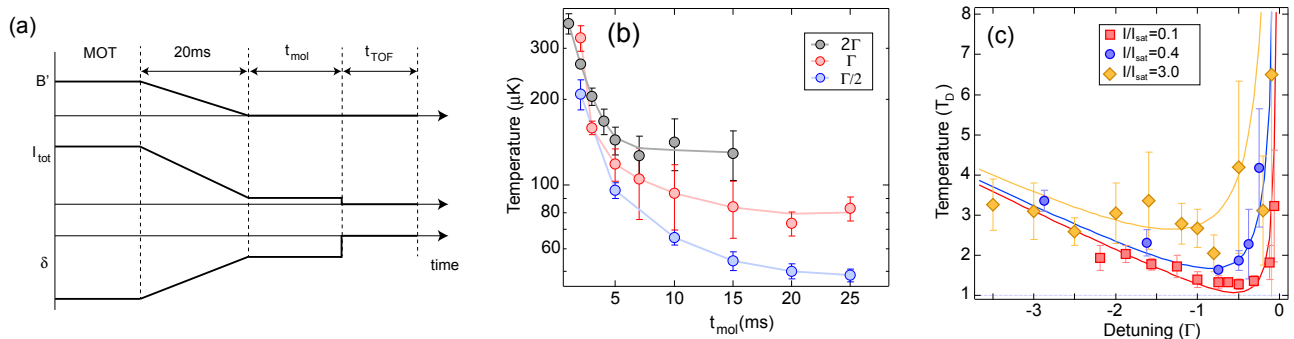 (a)
MOT
20ms
t_mol
t_TOF
B'
I_tot
δ
time
(b)
Temperature (µK)
300
200
100
80
60
2Γ
Γ
Γ/2
5
10
15
20
25
t_mol(ms)
(c)
Temperature (T_D)
8
7
6
5
4
3
2
1
I/I_sat=0.1
I/I_sat=0.4
I/I_sat=3.0
-3
-2
-1
0
Detuning (Γ)